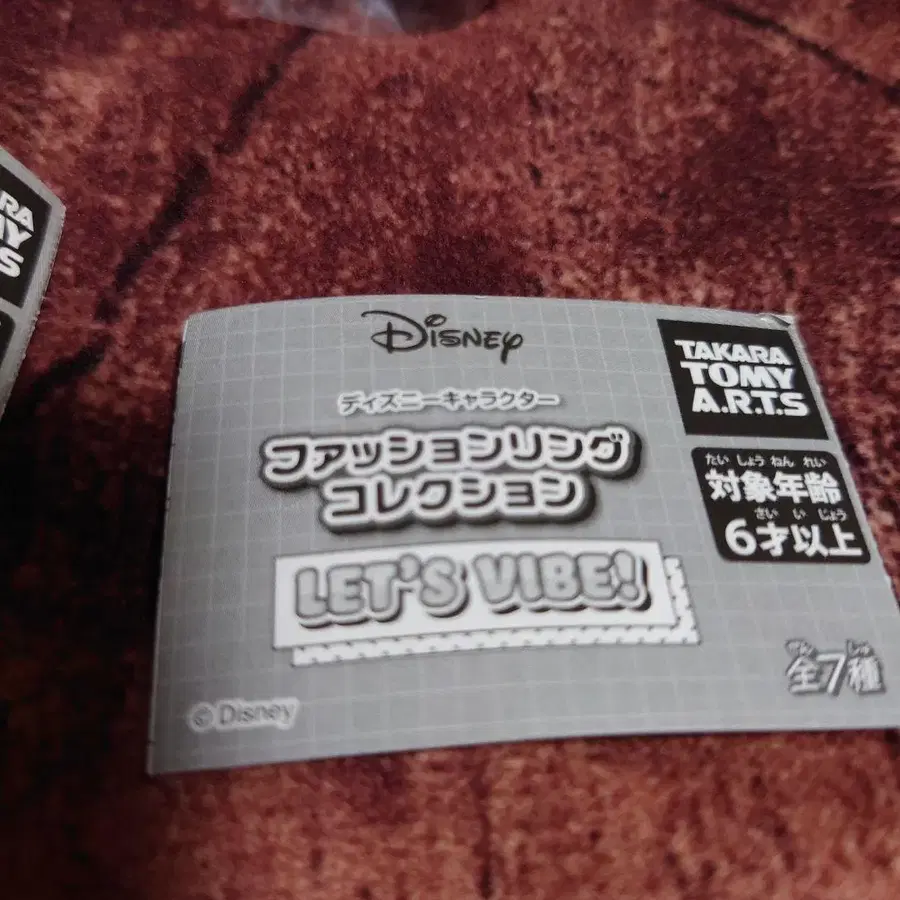 RA
MY
S
DISNEY
ディズニーキャラクター
ファッションリング
コレクション
LET'S VIBE!
© Disney
TAKARA
TOMY
A.R.T.S
たいしょうねんれい
対象年齢
さいいじょう
6才以上
ぜん しゅ
全7種